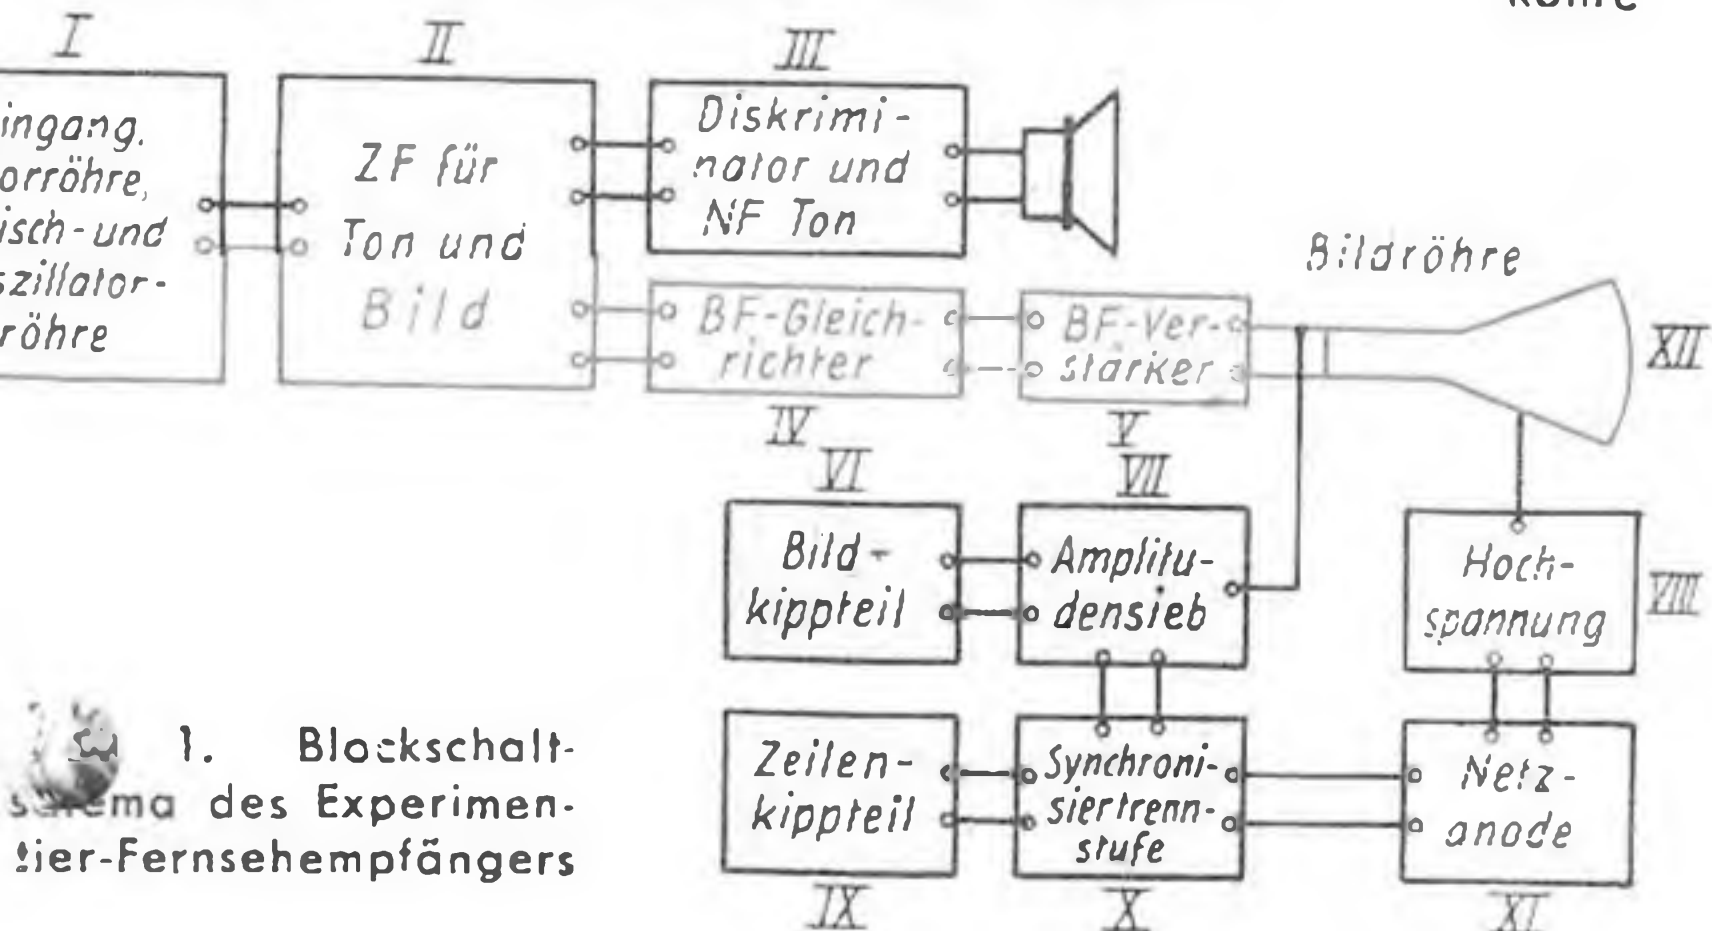 I
II
III
ingang.
orröhre,
isch-und
szillator-
röhre
ZF für
Ton und
Bild
Diskrimi-
nator und
NF Ton
BF-Gleich-
richter
IV
BF-Ver-
stärker
V
Bildröhre
XII
VI
Bild-
kippteil
VII
Amplitu-
densieb
Hoch-
spannung
VIII
Zeilen-
kippteil
IX
Synchroni-
siertrenn-
stufe
X
Netz-
anode
XI
1. Blockschalt-
schema des Experimen-
tier-Fernsehempfängers